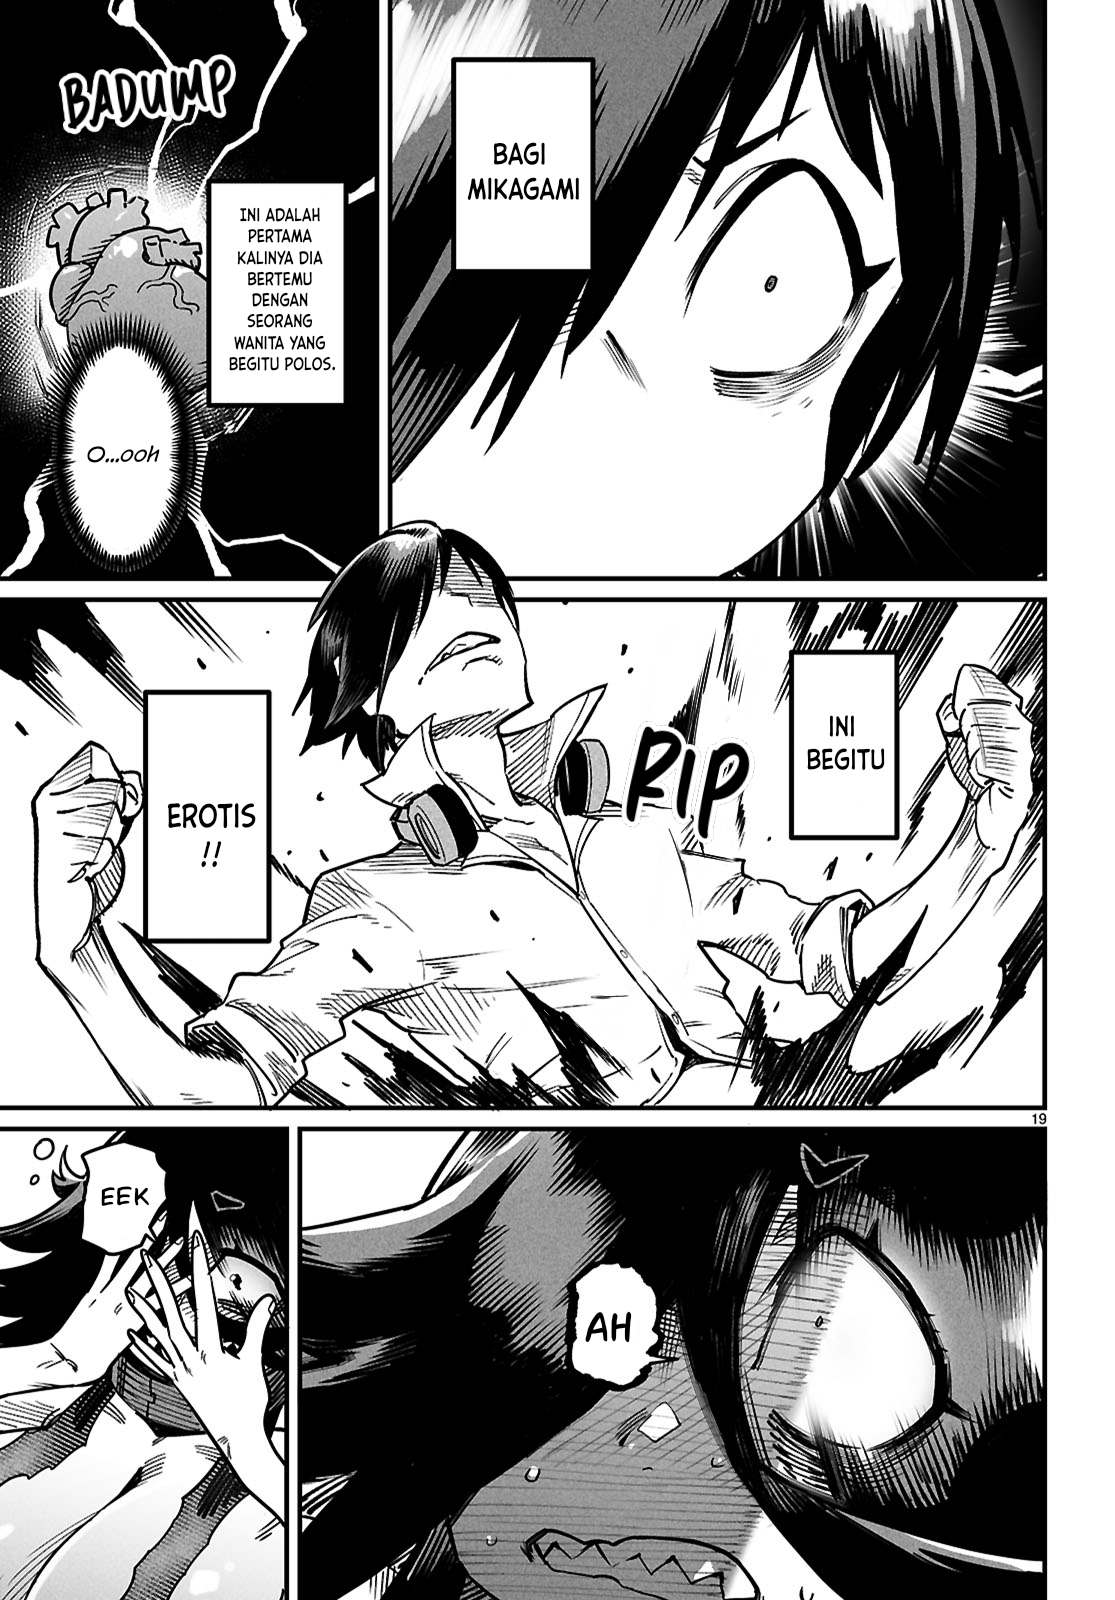 BAGI
MIKAGAMI
BADUMP
INI ADALAH
PERTAMA
KALINYA DIA
BERTEMU
DENGAN
SEORANG
WANITA YANG
BEGITU POLOS.
O...ooh
INI
BEGITU
RIP
EROTIS
!!
19
AH
EEK